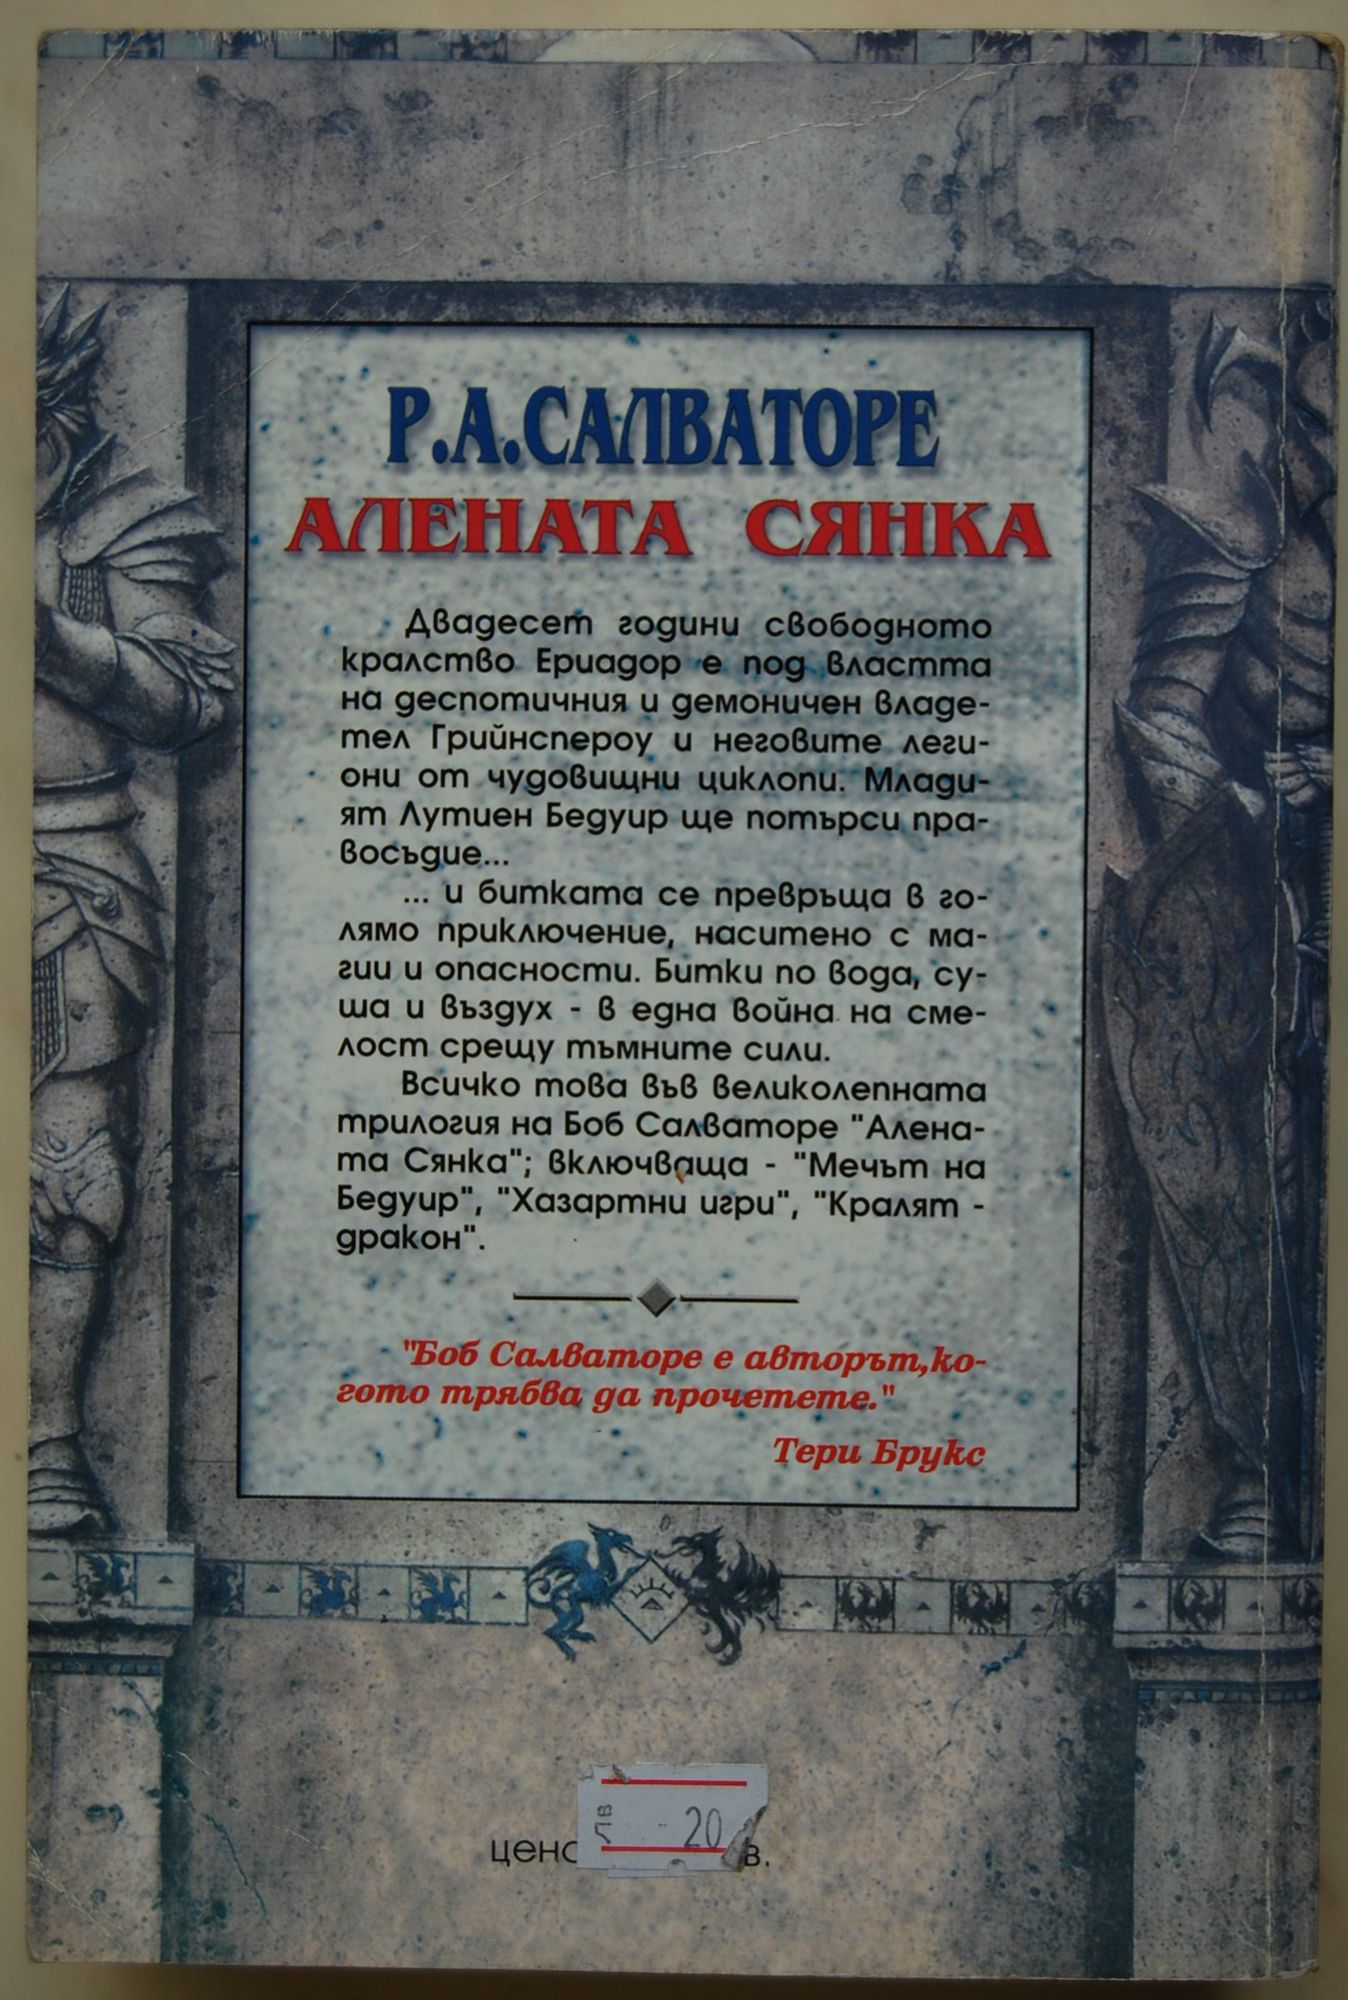 Р.А.САЛВАТОРЕ
АЛЕНАТА СЯНКА
Двадесет години свободното
кралство Ериадор е под властта
на деспотичния и демоничен владе-
тел Грийнспероу и неговите леги-
они от чудовищни циклопи. Млади-
ят Лутиен Бедуир ще потърси пра-
восъдие...
... и битката се превръща в го-
лямо приключение, наситено с ма-
гии и опасности. Битки по вода, су-
ша и въздух - в една война на сме-
лост срещу тъмните сили.
Всичко това във великолепната
трилогия на Боб Салваторе "Алена-
та Сянка"; включваща - "Мечът на
Бедуир", "Хазартни игри", "Кралят -
дракон".
"Боб Салваторе е авторът,ко-
гото трябва да прочетете."
Тери Брукс
лв 20